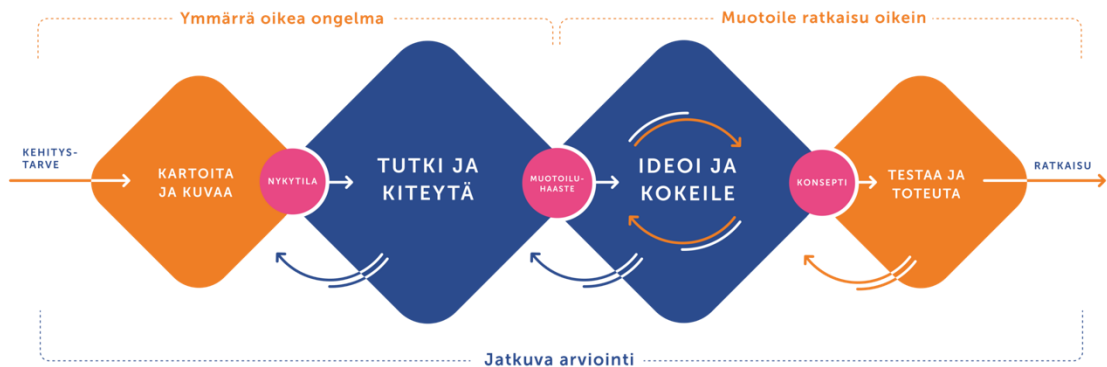 Ymmärrä oikea ongelma
Muotoile ratkaisu oikein
KEHITYS-
TARVE
KARTOITA
JA KUVAA
NYKYTILA
TUTKI JA
KITEYTÄ
MUOTOILU-
HAASTE
IDEOI JA
KOKEILE
KONSEPTI
TESTAA JA
TOTEUTA
RATKAISU
Jatkuva arviointi